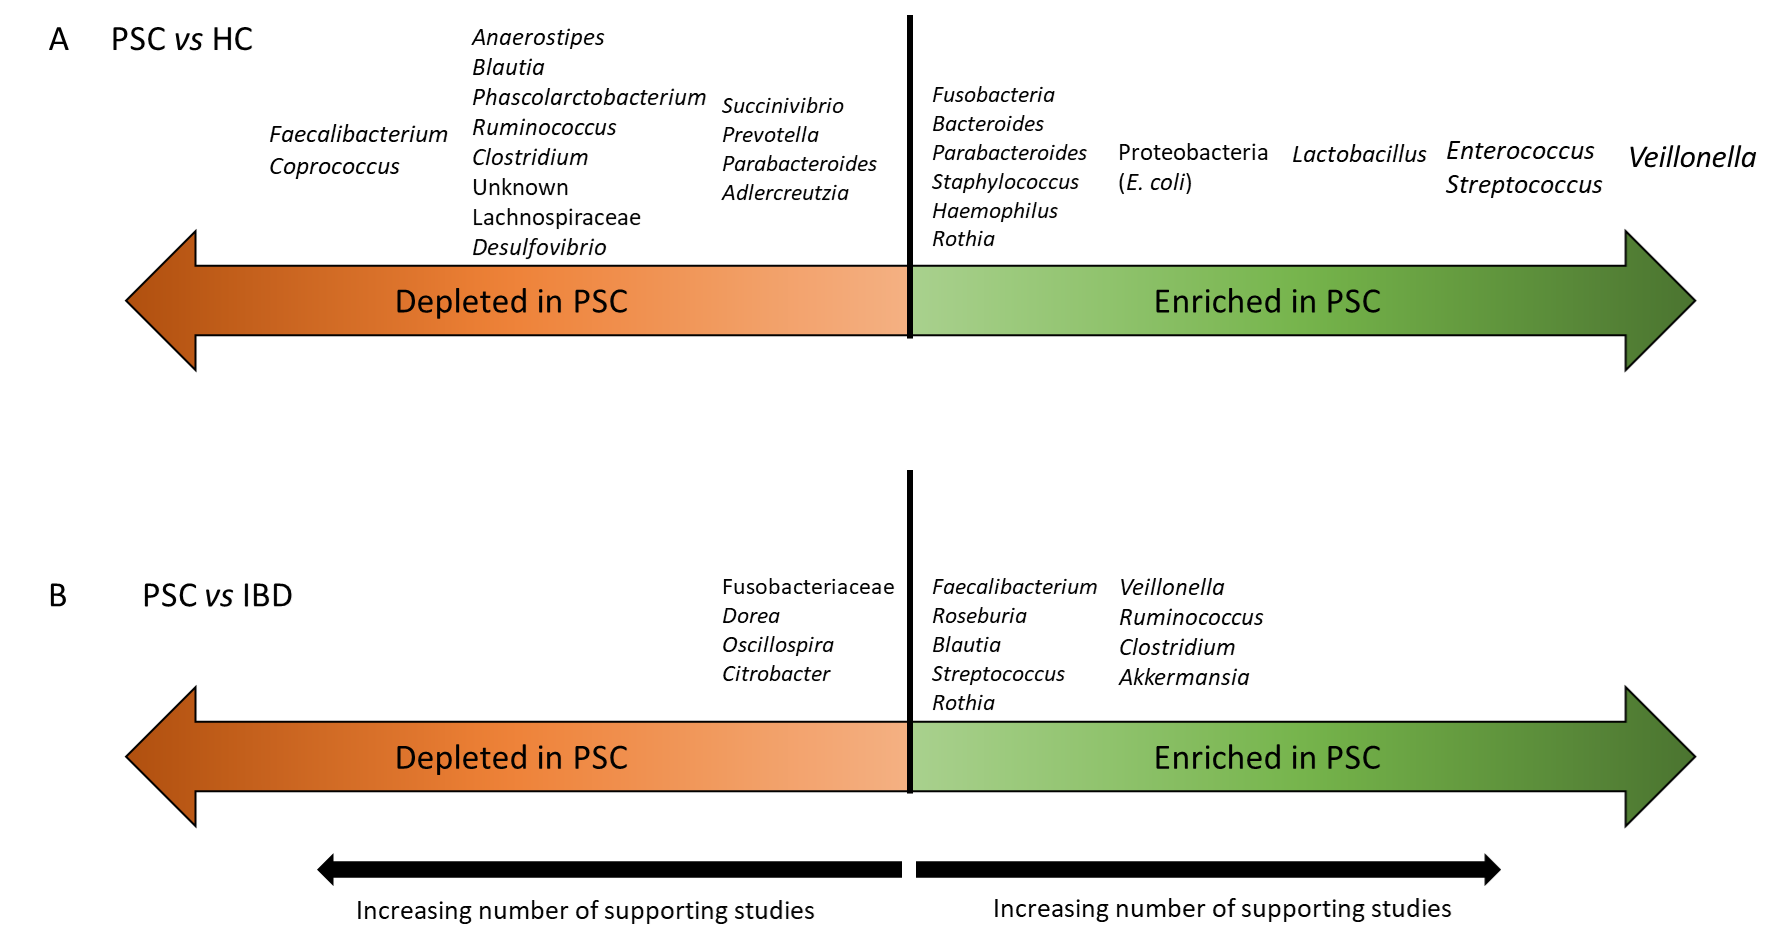 A
PSC vs HC
Faecalibacterium
Coprococcus
Anaerostipes
Blautia
Phascolarctobacterium
Ruminococcus
Clostridium
Unknown
Lachnospiraceae
Desulfovibrio
Succinivibrio
Prevotella
Parabacteroides
Adlercreutzia
Fusobacteria
Bacteroides
Parabacteroides
Staphylococcus
Haemophilus
Rothia
Proteobacteria
(E. coli)
Lactobacillus
Enterococcus
Streptococcus
Veillonella
Depleted in PSC
Enriched in PSC
B
PSC vs IBD
Fusobacteriaceae
Dorea
Oscillospira
Citrobacter
Faecalibacterium
Roseburia
Blautia
Streptococcus
Rothia
Veillonella
Ruminococcus
Clostridium
Akkermansia
Depleted in PSC
Enriched in PSC
Increasing number of supporting studies
Increasing number of supporting studies